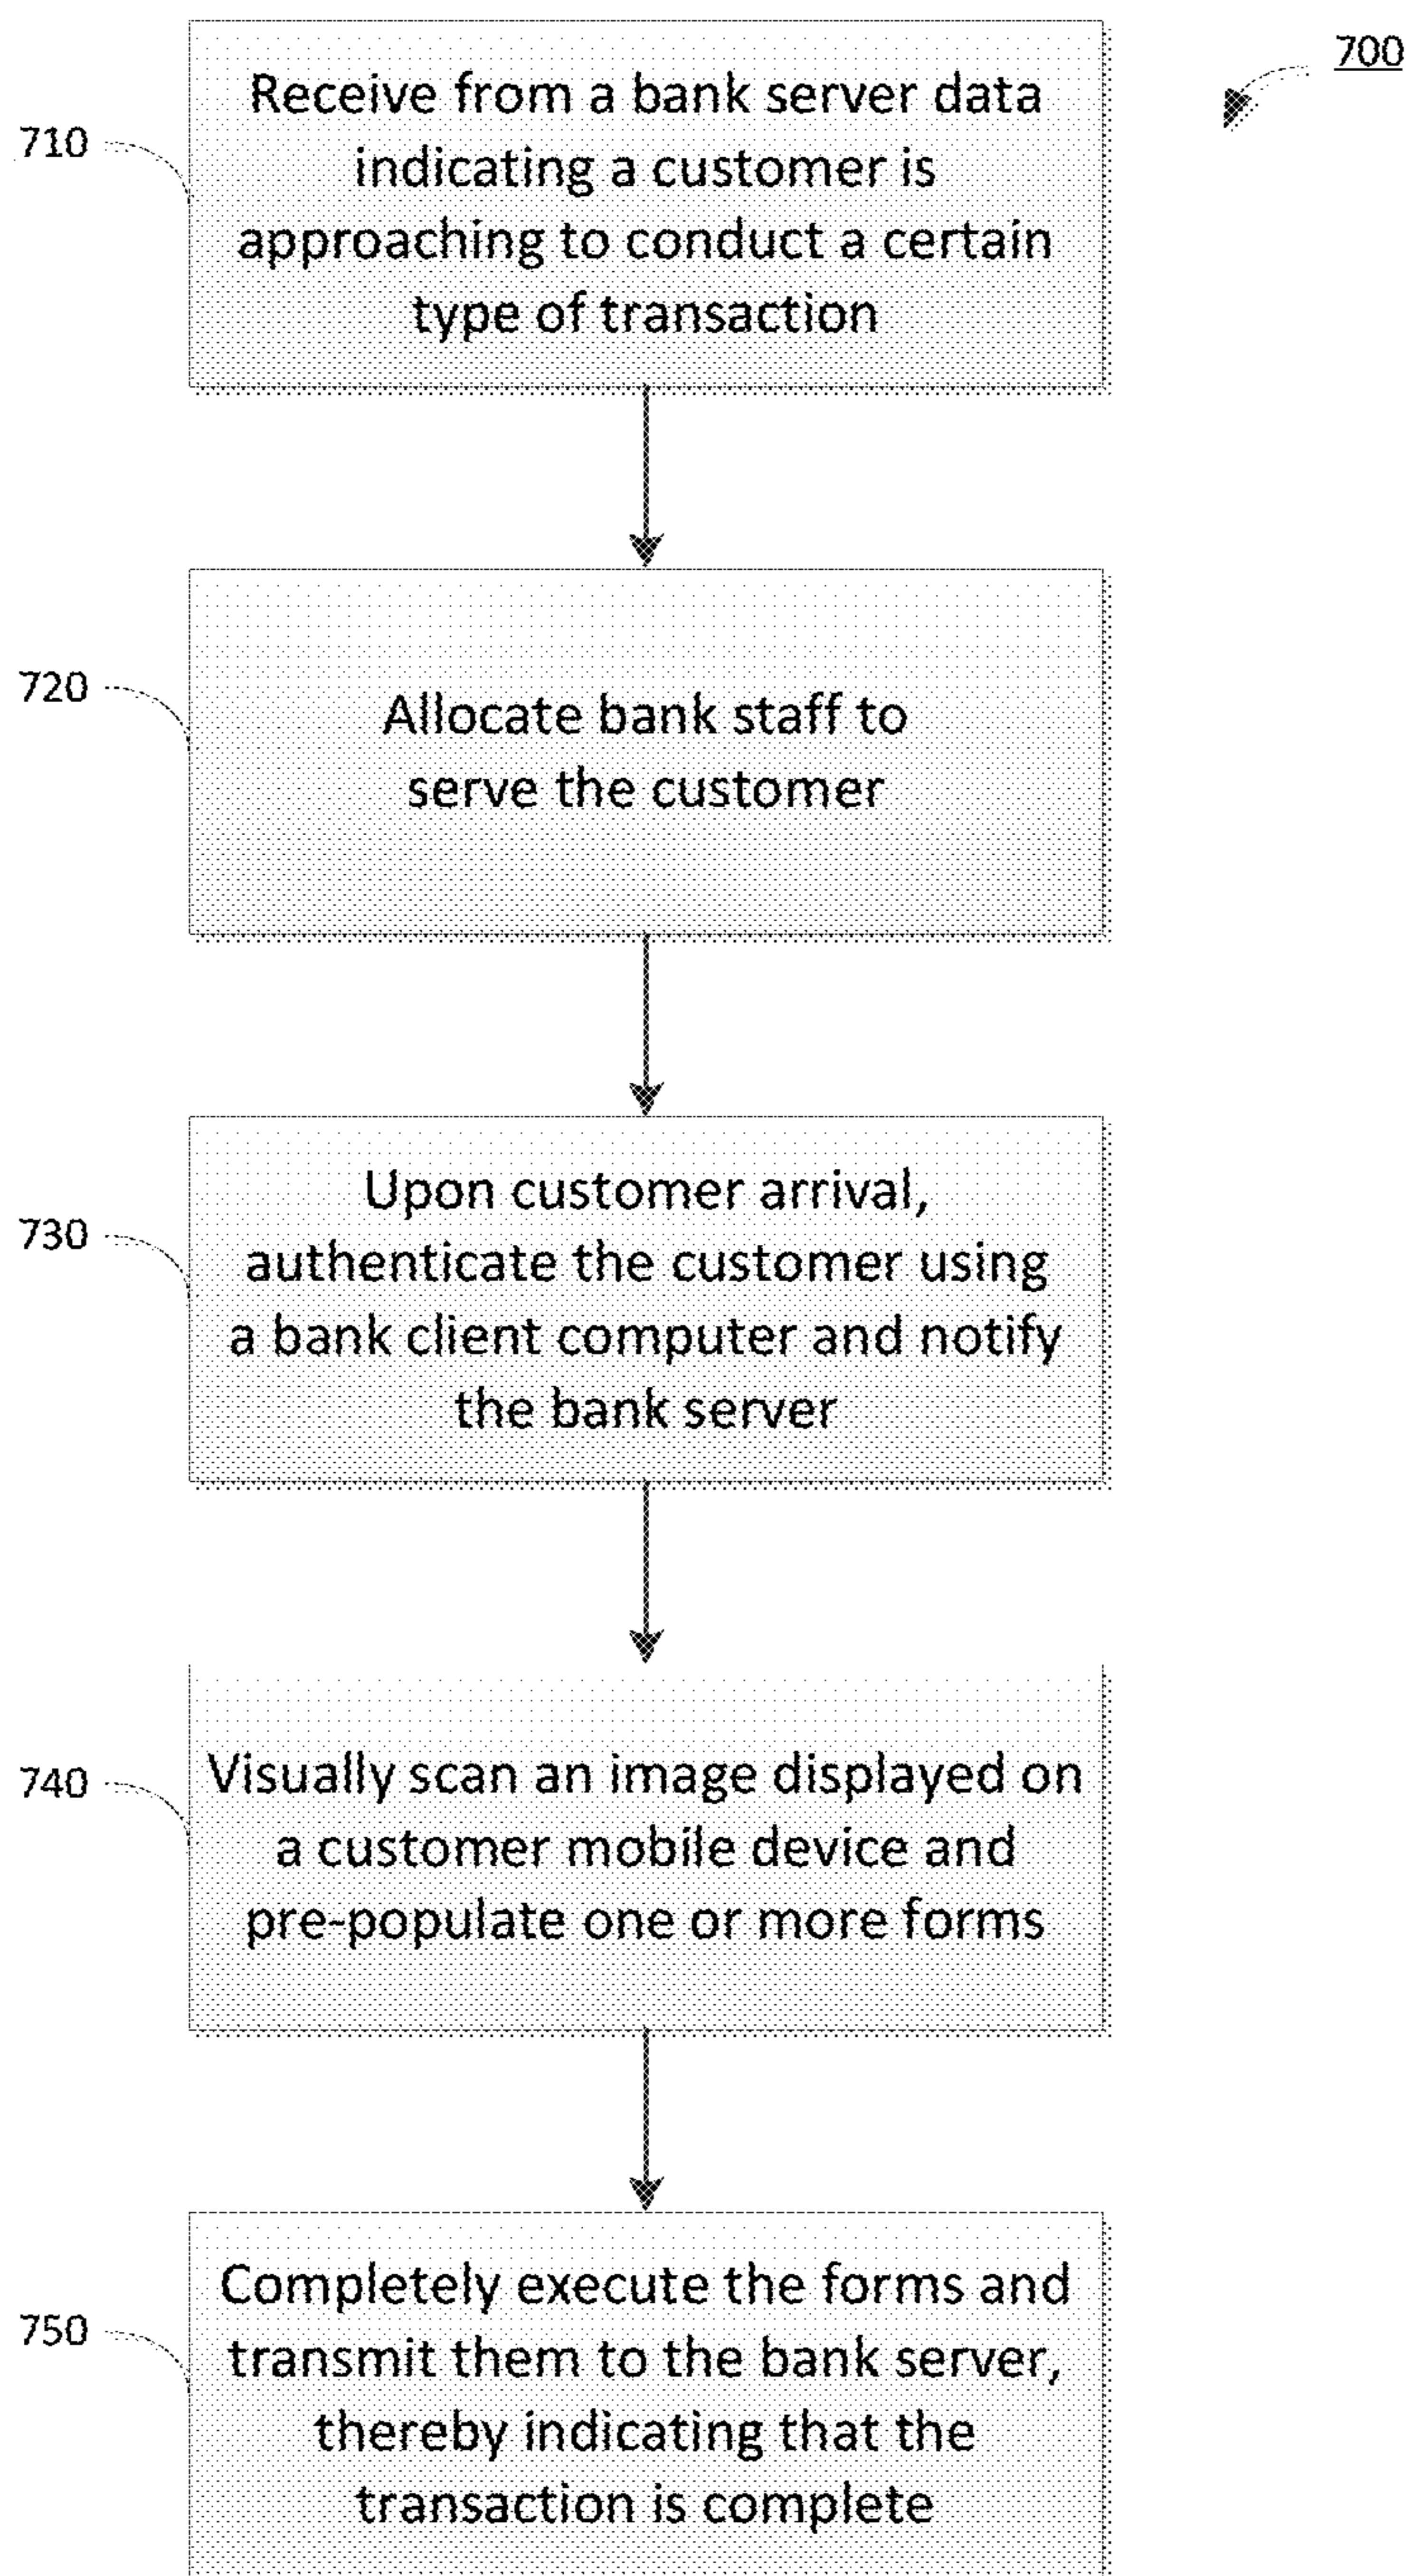 700
710
Receive from a bank server data
indicating a customer is
approaching to conduct a certain
type of transaction
720
Allocate bank staff to
serve the customer
730
Upon customer arrival,
authenticate the customer using
a bank client computer and notify
the bank server
740
Visually scan an image displayed on
a customer mobile device and
pre-populate one or more forms
750
Completely execute the forms and
transmit them to the bank server,
thereby indicating that the
transaction is complete